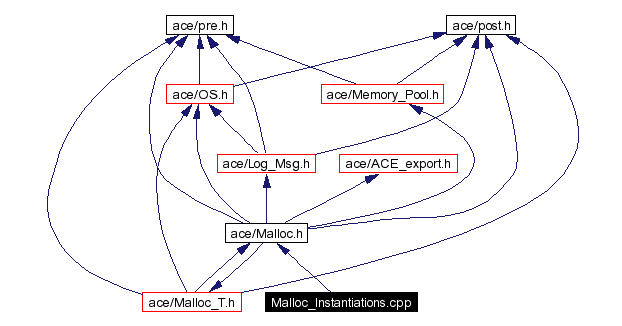 ace/pre.h
ace/post.h
ace/OS.h
ace/Memory_Pool.h
ace/Log_Msg.h
ace/ACE_export.h
ace/Malloc.h
ace/Malloc_T.h
Malloc_Instantiations.cpp